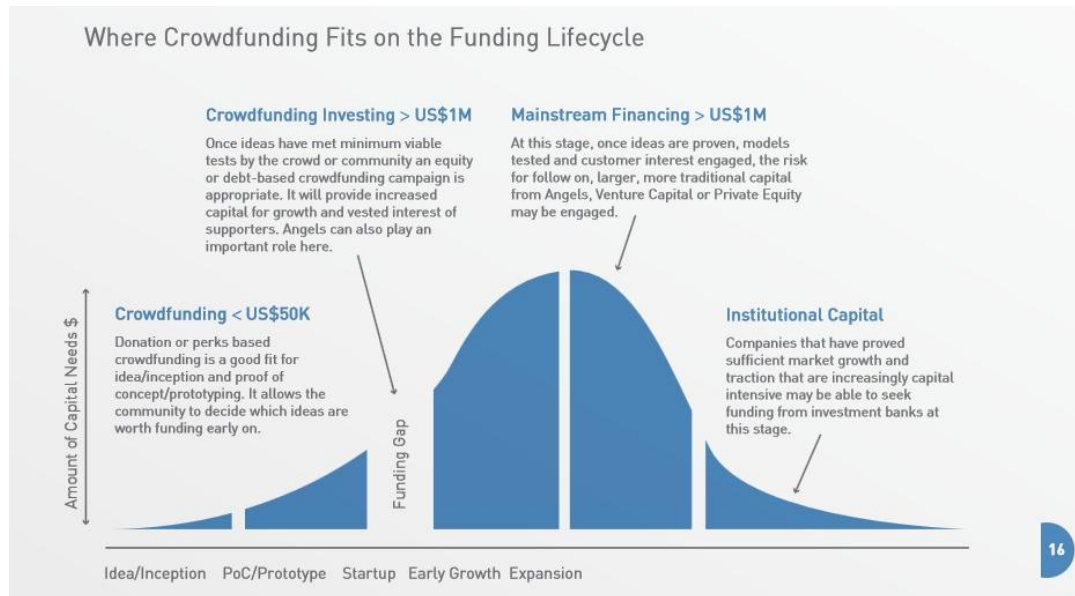 Where Crowdfunding Fits on the Funding Lifecycle
Crowdfunding Investing > US$1M
Once ideas have met minimum viable
tests by the crowd or community an equity
or debt-based crowdfunding campaign is
appropriate. It will provide increased
capital for growth and vested interest of
supporters. Angels can also play an
important role here.
Mainstream Financing > US$1M
At this stage, once ideas are proven, models
tested and customer interest engaged, the risk
for follow on, larger, more traditional capital
from Angels, Venture Capital or Private Equity
may be engaged.
Crowdfunding < US$50K
Donation or perks based
crowdfunding is a good fit for
idea/inception and proof of
concept/prototyping. It allows the
community to decide which ideas are
worth funding early on.
Institutional Capital
Companies that have proved
sufficient market growth and
traction that are increasingly capital
intensive may be able to seek
funding from investment banks at
this stage.
Amount of Capital Needs $
Funding Gap
Idea/Inception PoC/Prototype Startup Early Growth Expansion
16